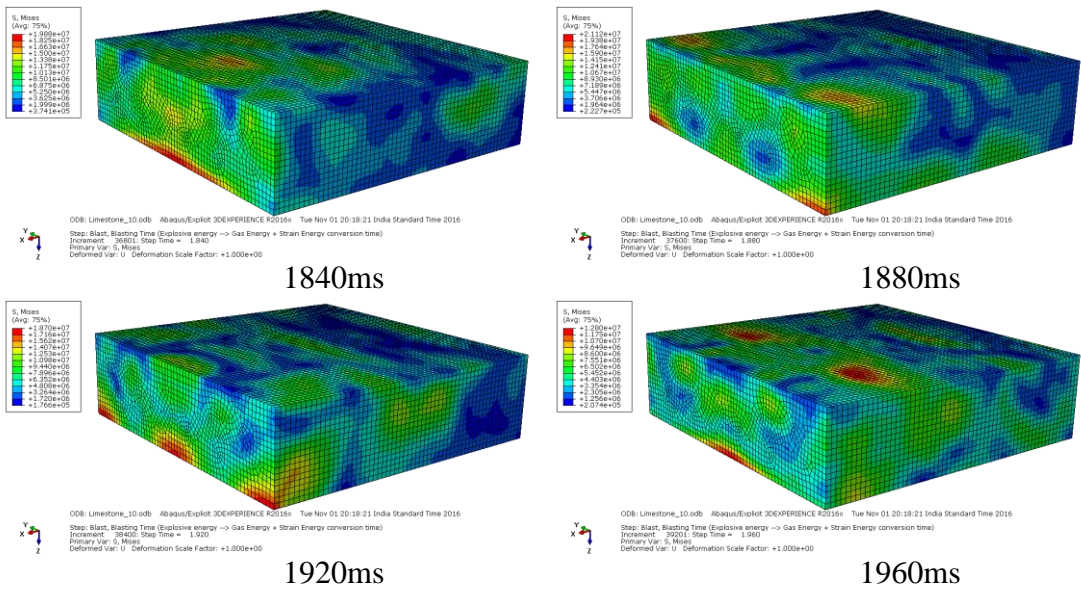 S, Mises
(Avg: 75%)
+1.988e+07
+1.825e+07
+1.663e+07
+1.500e+07
+1.338e+07
+1.175e+07
+1.013e+07
+8.501e+06
+6.875e+06
+5.250e+06
+3.625e+06
+1.999e+06
+3.741e+05
Y
X
Z
ODB: Limestone_10.odb Abaqus/Explicit 3DEXPERIENCE R2016x Tue Nov 01 20:18:21 India Standard Time 2016
Step: Blast, Blasting Time (Explosive energy --> Gas Energy + Strain Energy conversion time)
Increment 36801: Step Time = 1.840
Primary Var: S, Mises
Deformed Var: U Deformation Scale Factor: +1.000e+00
1840ms
S, Mises
(Avg: 75%)
+2.112e+07
+1.938e+07
+1.764e+07
+1.590e+07
+1.415e+07
+1.241e+07
+1.067e+07
+8.930e+06
+7.189e+06
+5.447e+06
+3.706e+06
+1.964e+06
+2.227e+05
Y
X
Z
ODB: Limestone_10.odb Abaqus/Explicit 3DEXPERIENCE R2016x Tue Nov 01 20:18:21 India Standard Time 2016
Step: Blast, Blasting Time (Explosive energy --> Gas Energy + Strain Energy conversion time)
Increment 37600: Step Time = 1.880
Primary Var: S, Mises
Deformed Var: U Deformation Scale Factor: +1.000e+00
1880ms
S, Mises
(Avg: 75%)
+1.870e+07
+1.716e+07
+1.562e+07
+1.407e+07
+1.253e+07
+1.098e+07
+9.440e+06
+7.896e+06
+6.352e+06
+4.808e+06
+3.264e+06
+1.720e+06
+1.766e+05
Y
X
Z
ODB: Limestone_10.odb Abaqus/Explicit 3DEXPERIENCE R2016x Tue Nov 01 20:18:21 India Standard Time 2016
Step: Blast, Blasting Time (Explosive energy --> Gas Energy + Strain Energy conversion time)
Increment 38400: Step Time = 1.920
Primary Var: S, Mises
Deformed Var: U Deformation Scale Factor: +1.000e+00
1920ms
S, Mises
(Avg: 75%)
+1.280e+07
+1.175e+07
+1.070e+07
+9.649e+06
+8.600e+06
+7.551e+06
+6.502e+06
+5.452e+06
+4.403e+06
+3.354e+06
+2.305e+06
+1.256e+06
+2.074e+05
Y
X
Z
ODB: Limestone_10.odb Abaqus/Explicit 3DEXPERIENCE R2016x Tue Nov 01 20:18:21 India Standard Time 2016
Step: Blast, Blasting Time (Explosive energy --> Gas Energy + Strain Energy conversion time)
Increment 39201: Step Time = 1.960
Primary Var: S, Mises
Deformed Var: U Deformation Scale Factor: +1.000e+00
1960ms